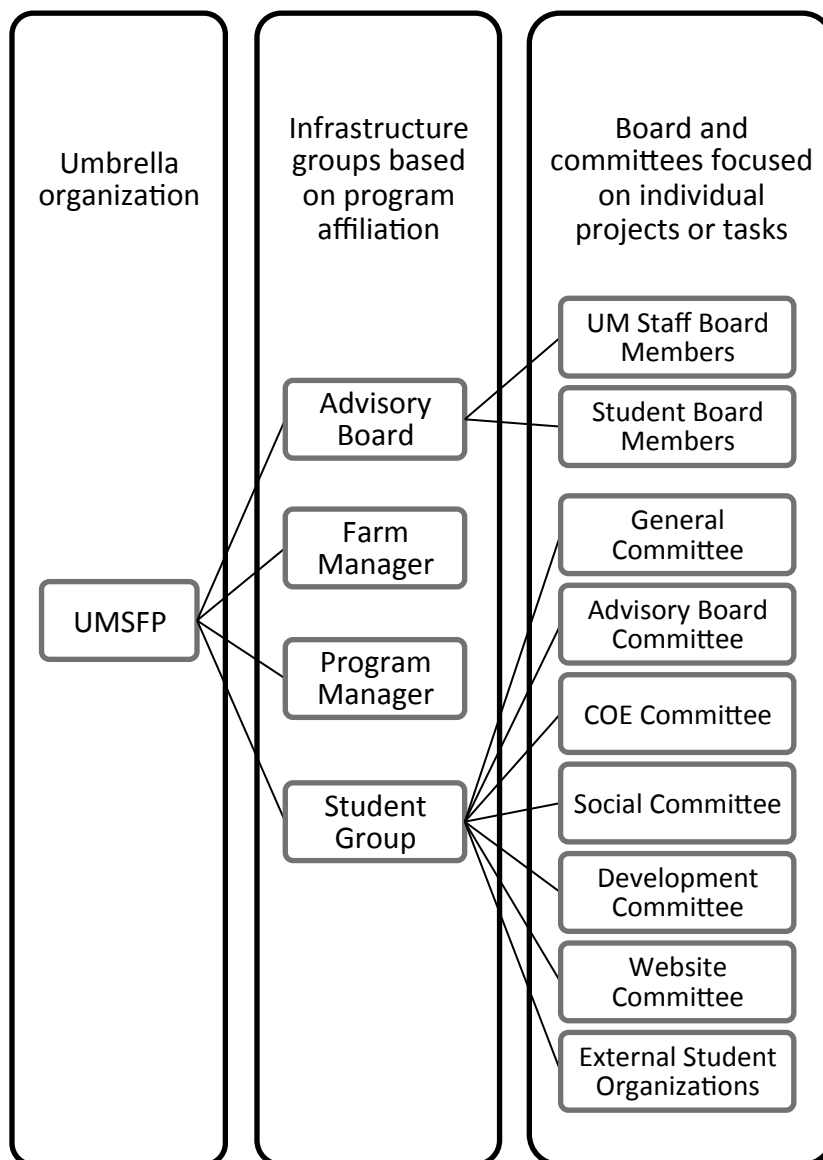 Umbrella
organization
UMSFP
Infrastructure
groups based
on program
affiliation
Advisory
Board
Farm
Manager
Program
Manager
Student
Group
Board and
committees focused
on individual
projects or tasks
UM Staff Board
Members
Student Board
Members
General
Committee
Advisory Board
Committee
COE Committee
Social Committee
Development
Committee
Website
Committee
External Student
Organizations